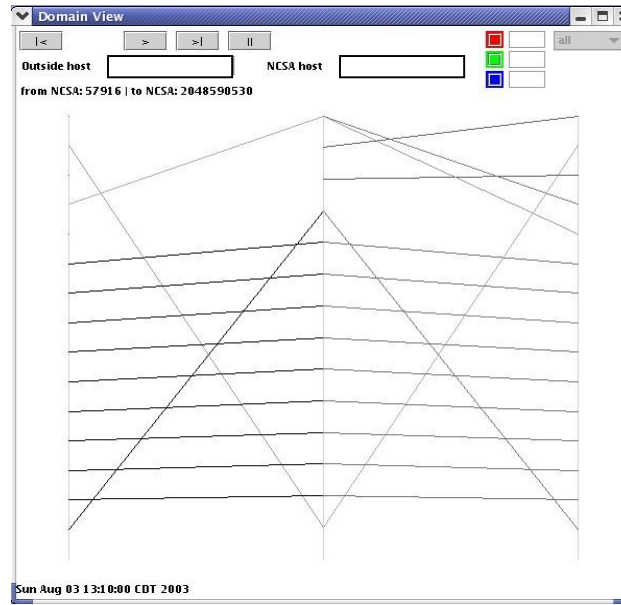 Domain View
|< > >| ||
all
Outside host NCSA host
from NCSA: 57916 | to NCSA: 2048590530
Sun Aug 03 13:10:00 CDT 2003